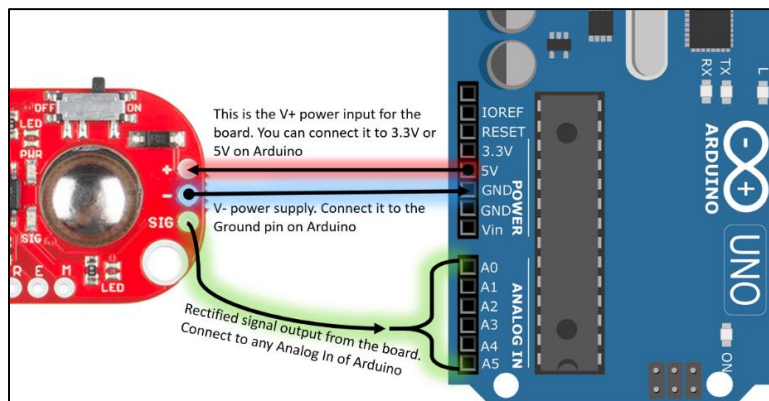 OFF
ON
LED
PWR
F02
+
-
SIG
SIG
R E M
LED
This is the V+ power input for the
board. You can connect it to 3.3V or
5V on Arduino
V- power supply. Connect it to the
Ground pin on Arduino
Rectified signal output from the board.
Connect to any Analog In of Arduino
IOREF
RESET
3.3V
5V
GND
GND
Vin
POWER
A0
A1
A2
A3
A4
A5
ANALOG IN
RX
TX
L
ARDUINO
UNO
ON